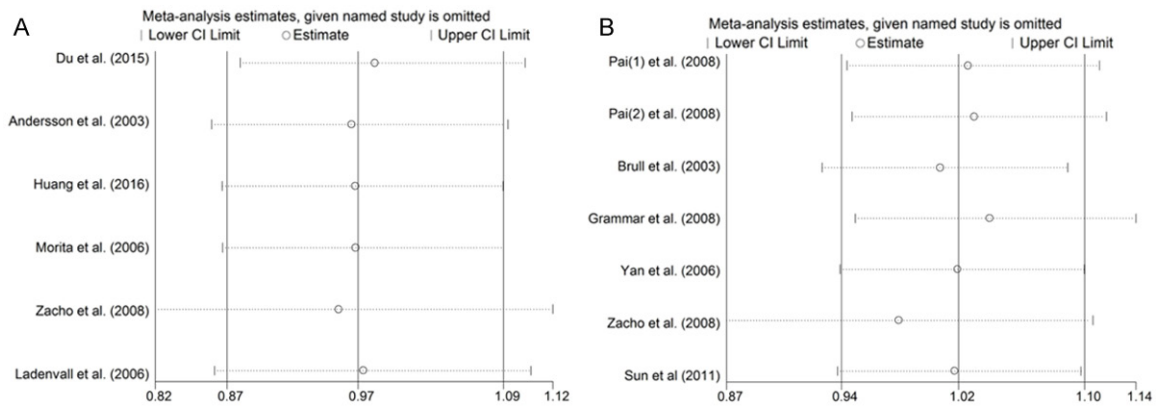 A
Meta-analysis estimates, given named study is omitted
Lower CI Limit Estimate Upper CI Limit
Du et al. (2015)
Andersson et al. (2003)
Huang et al. (2016)
Morita et al. (2006)
Zacho et al. (2008)
Ladenvall et al. (2006)
0.82 0.87 0.97 1.09 1.12
B
Meta-analysis estimates, given named study is omitted
Lower CI Limit Estimate Upper CI Limit
Pai(1) et al. (2008)
Pai(2) et al. (2008)
Brull et al. (2003)
Grammar et al. (2008)
Yan et al. (2006)
Zacho et al. (2008)
Sun et al (2011)
0.87 0.94 1.02 1.10 1.14